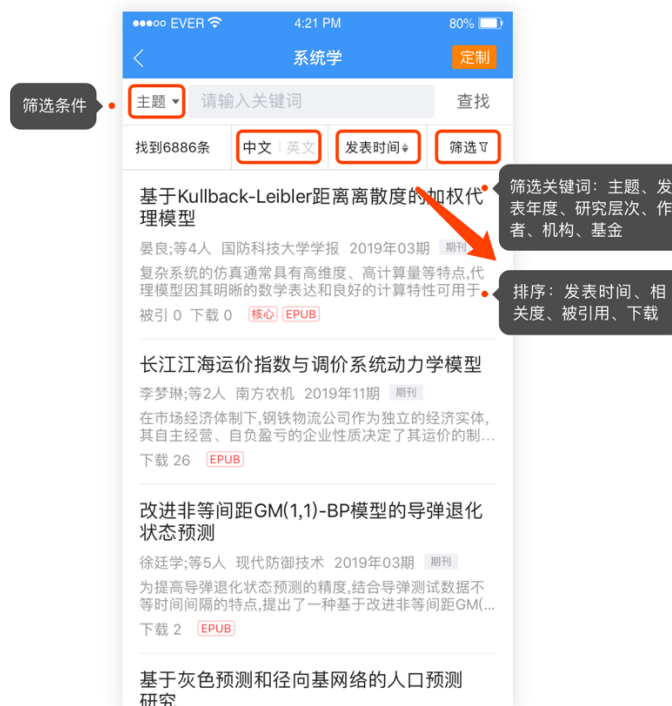 EVER 4:21 PM 80%
系统学 定制
筛选条件
主题 请输入关键词 查找
找到6886条 中文 英文 发表时间 筛选
筛选关键词：主题、发
表年度、研究层次、作
者、机构、基金
基于Kullback-Leibler距离离散度的加权代
理模型
晏良;等4人 国防科技大学学报 2019年03期 期刊
复杂系统的仿真通常具有高维度、高计算量等特点,代
理模型因其明晰的数学表达和良好的计算特性可用于
排序：发表时间、相
关度、被引用、下载
被引 0 下载 0 核心 EPUB
长江江海运价指数与调价系统动力学模型
李梦琳;等2人 南方农机 2019年11期 期刊
在市场经济体制下,钢铁物流公司作为独立的经济实体,
其自主经营、自负盈亏的企业性质决定了其运价的制...
下载 26 EPUB
改进非等间距GM(1,1)-BP模型的导弹退化
状态预测
徐廷学;等5人 现代防御技术 2019年03期 期刊
为提高导弹退化状态预测的精度,结合导弹测试数据不
等时间间隔的特点,提出了一种基于改进非等间距GM(...
下载 2 EPUB
基于灰色预测和径向基网络的人口预测
研究